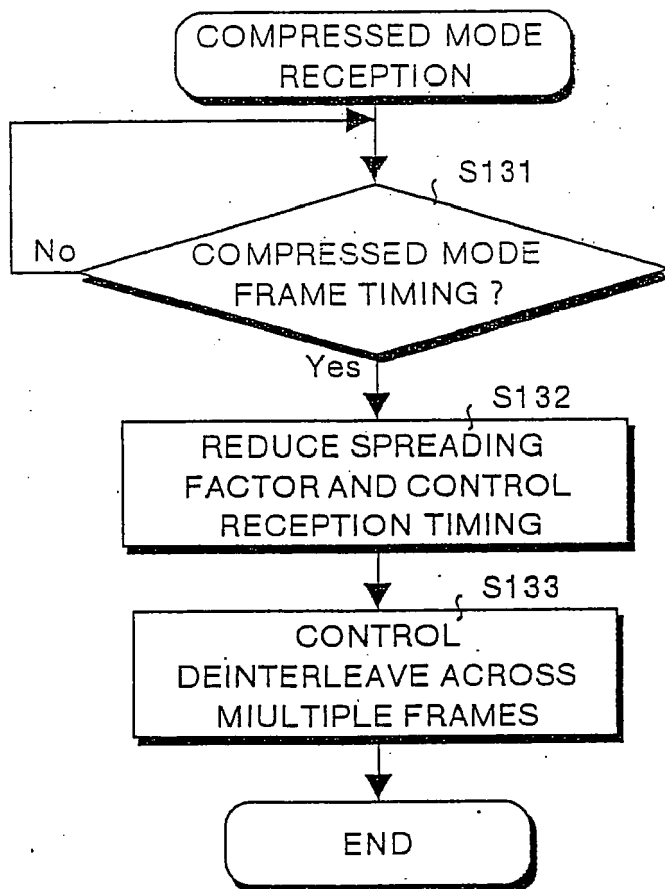 COMPRESSED MODE
RECEPTION
S131
No
COMPRESSED MODE
FRAME TIMING ?
Yes
S132
REDUCE SPREADING
FACTOR AND CONTROL
RECEPTION TIMING
S133
CONTROL
DEINTERLEAVE ACROSS
MIULTIPLE FRAMES
END